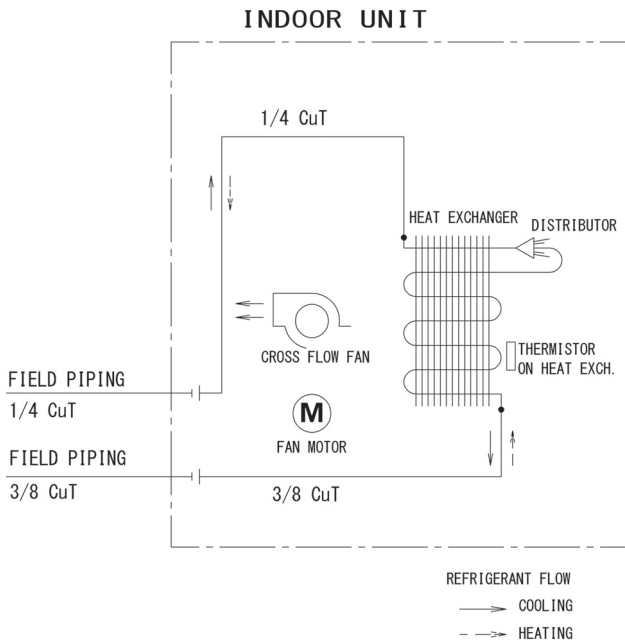 INDOOR UNIT
1/4 CuT
HEAT EXCHANGER
DISTRIBUTOR
CROSS FLOW FAN
THERMISTOR
ON HEAT EXCH.
FIELD PIPING
1/4 CuT
M
FAN MOTOR
FIELD PIPING
3/8 CuT
3/8 CuT
REFRIGERANT FLOW
COOLING
HEATING